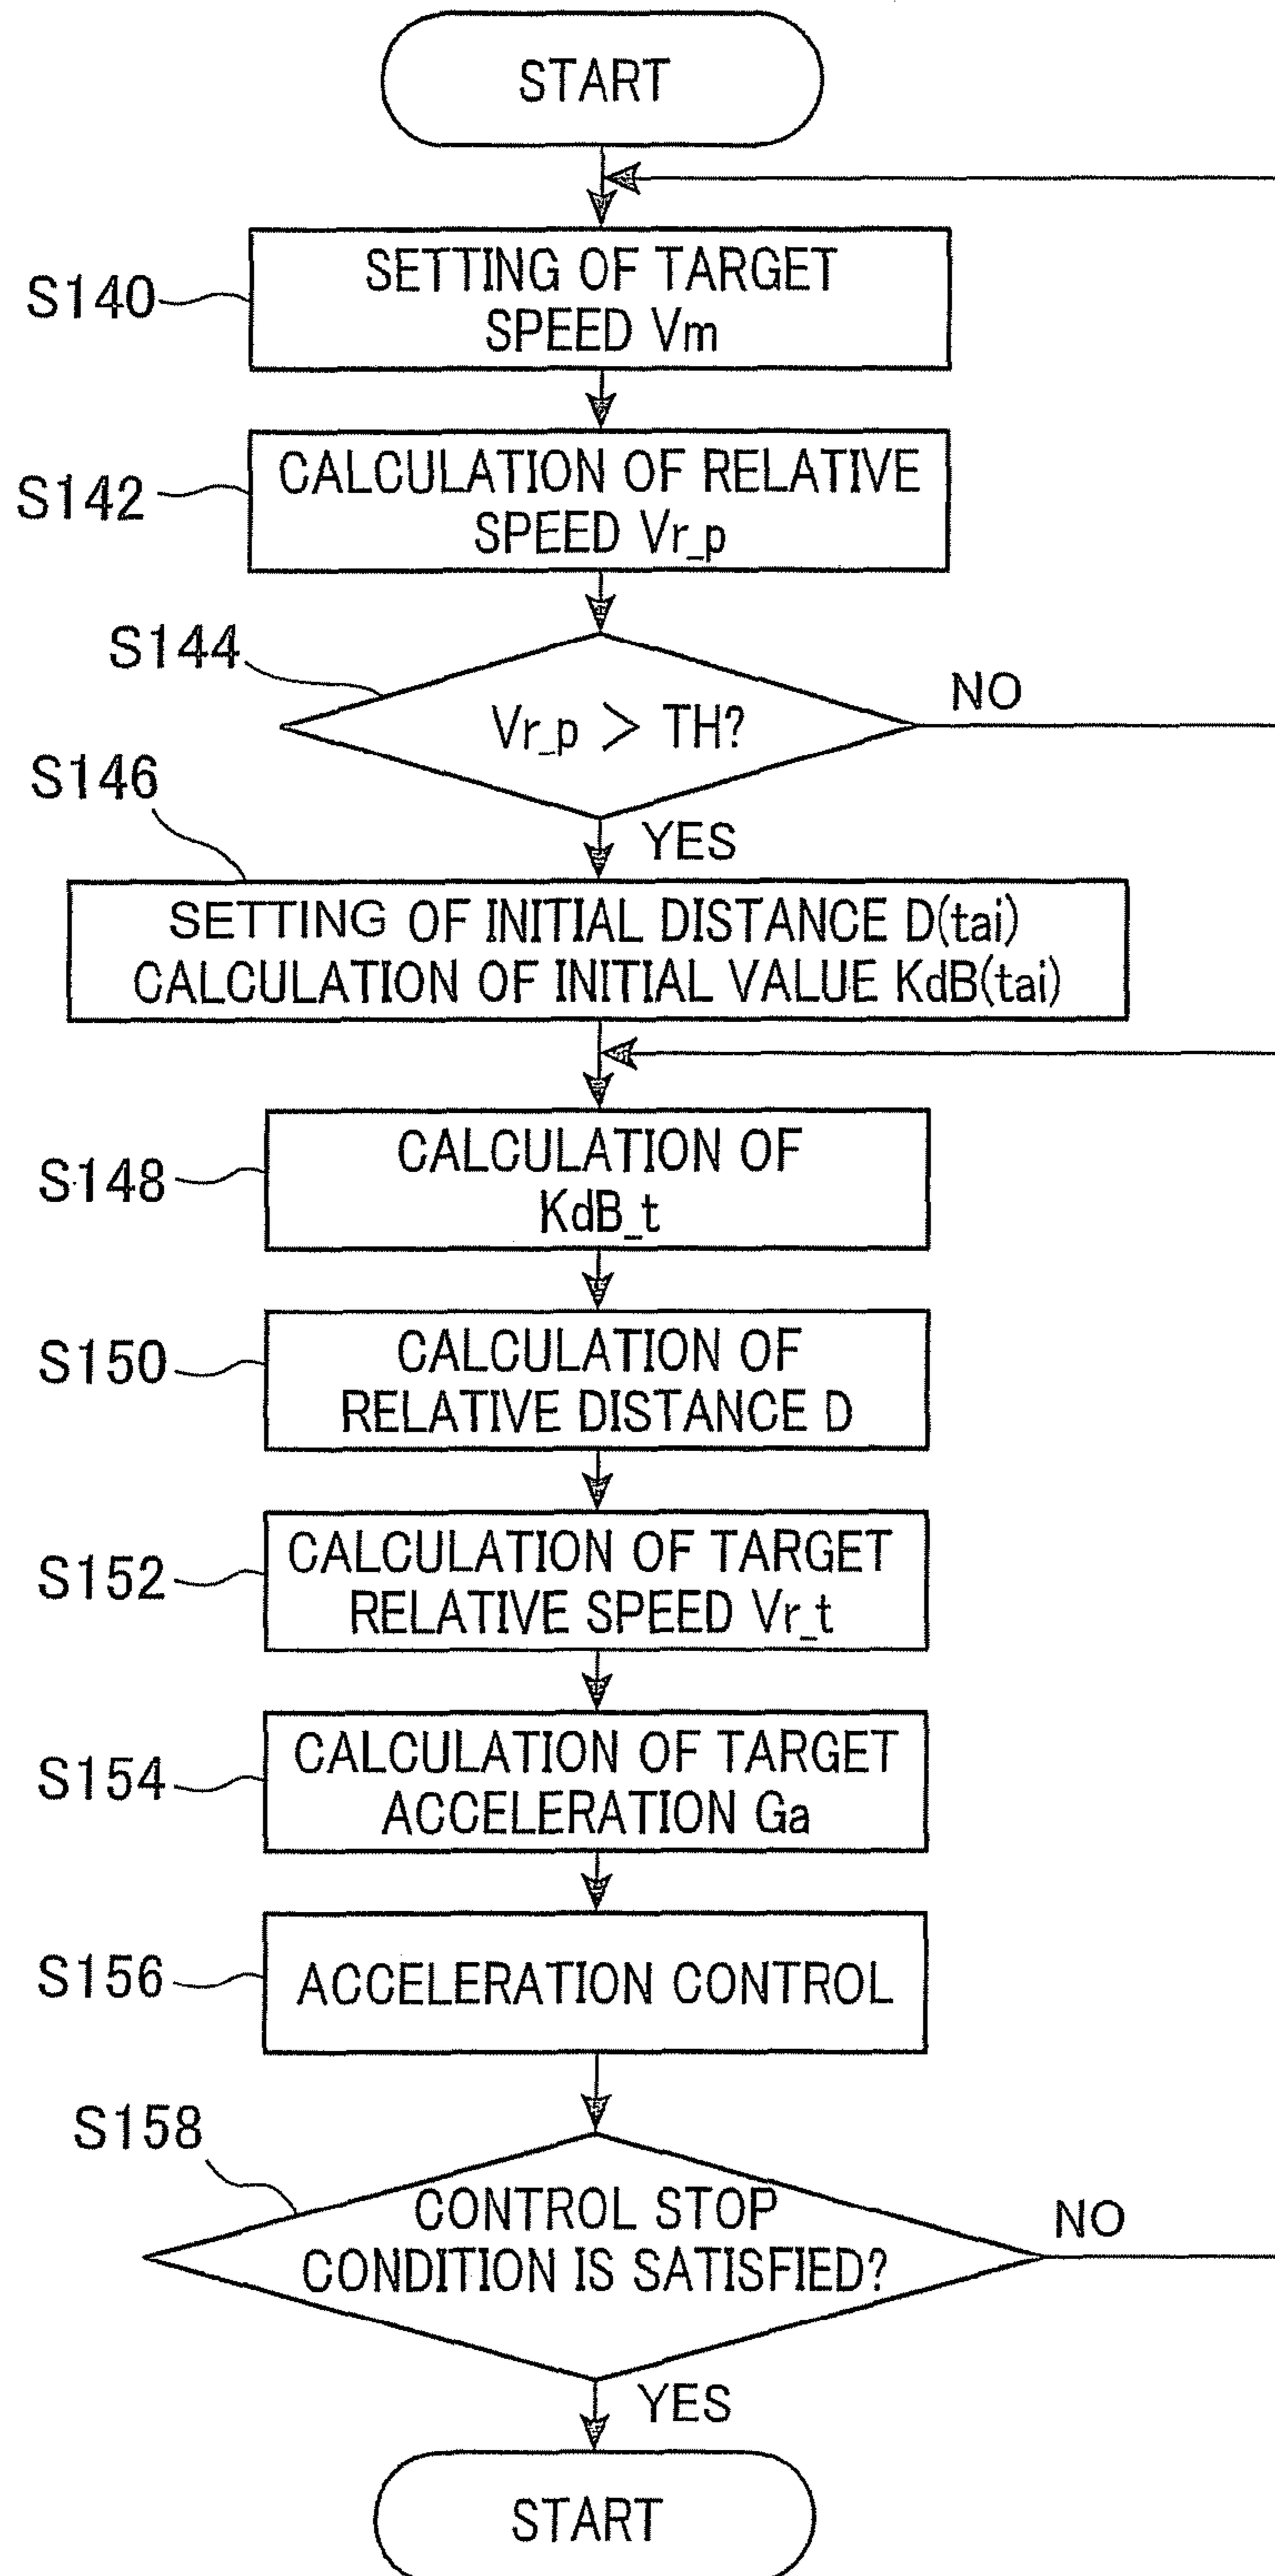 START
S140
SETTING OF TARGET
SPEED Vm
S142
CALCULATION OF RELATIVE
SPEED Vr_p
S144
Vr_p > TH?
NO
YES
S146
SETTING OF INITIAL DISTANCE D(tai)
CALCULATION OF INITIAL VALUE KdB(tai)
S148
CALCULATION OF
KdB_t
S150
CALCULATION OF
RELATIVE DISTANCE D
S152
CALCULATION OF TARGET
RELATIVE SPEED Vr_t
S154
CALCULATION OF TARGET
ACCELERATION Ga
S156
ACCELERATION CONTROL
S158
CONTROL STOP
CONDITION IS SATISFIED?
NO
YES
START